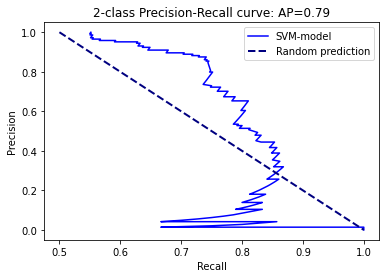 2-class Precision-Recall curve: AP=0.79
SVM-model
Random prediction
Precision
1.0
0.8
0.6
0.4
0.2
0.0
0.5 0.6 0.7 0.8 0.9 1.0
Recall